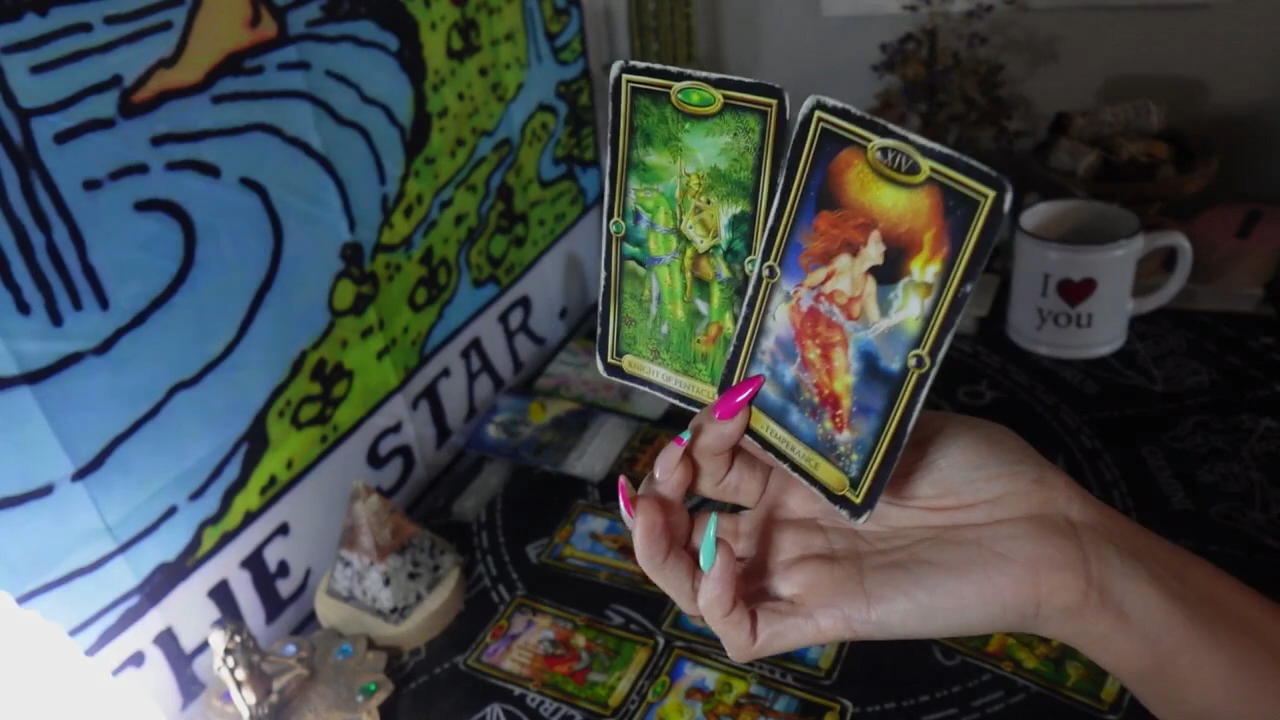 THE STAR.
XIV
KNIGHT OF PENTACLES
TEMPERANCE
I
you